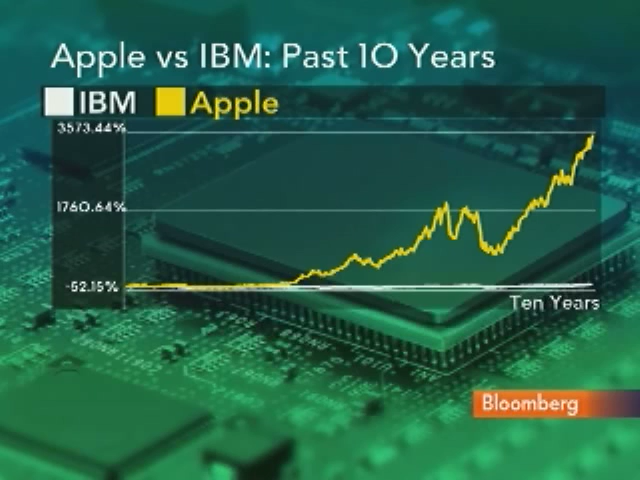 Apple vs IBM: Past 10 Years
IBM Apple
3573.44%
1760.64%
-52.15%
Ten Years
Bloomberg